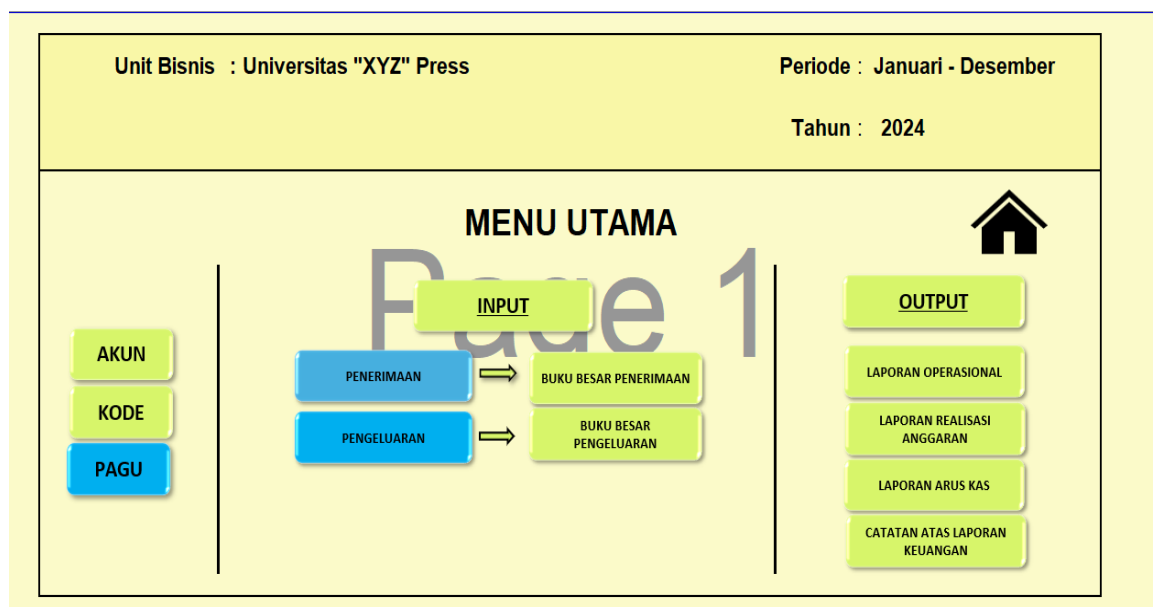 Unit Bisnis : Universitas "XYZ" Press
Periode : Januari - Desember
Tahun : 2024
MENU UTAMA
Page 1
AKUN
KODE
PAGU
INPUT
PENERIMAAN
BUKU BESAR PENERIMAAN
PENGELUARAN
BUKU BESAR
PENGELUARAN
OUTPUT
LAPORAN OPERASIONAL
LAPORAN REALISASI
ANGGARAN
LAPORAN ARUS KAS
CATATAN ATAS LAPORAN
KEUANGAN